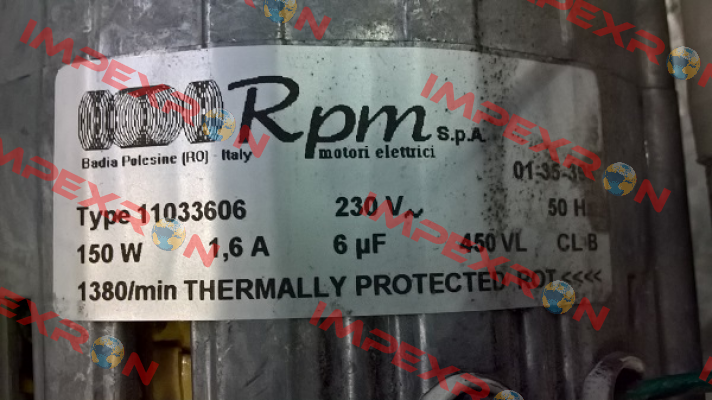 Rpm S.p.A.
Badia Polesine (RO) - Italy motori elettrici
01-35-39
Type 11033606 230 V~ 50 Hz
150 W 1,6 A 6 µF 450 VL CL B
1380/min THERMALLY PROTECTED ROT <<<<
IMPEXRON
IMPEXRON
IMPEXRON
IMPEXRON
IMPEXRON